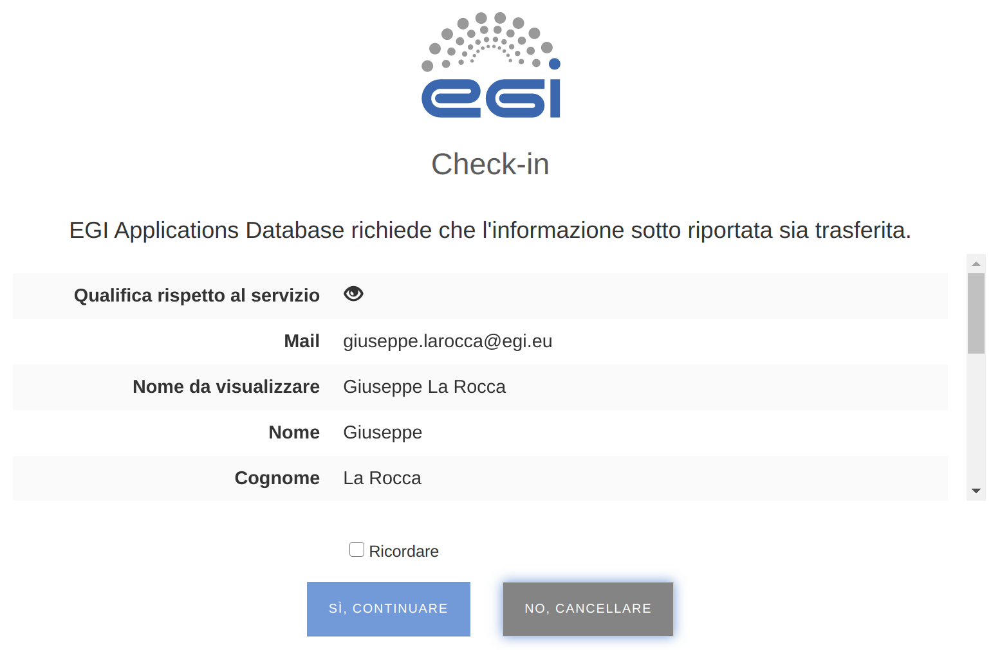 egi
Check-in
EGI Applications Database richiede che l'informazione sotto riportata sia trasferita.
Qualifica rispetto al servizio
Mail giuseppe.larocca@egi.eu
Nome da visualizzare Giuseppe La Rocca
Nome Giuseppe
Cognome La Rocca
Ricordare
SÌ, CONTINUARE NO, CANCELLARE